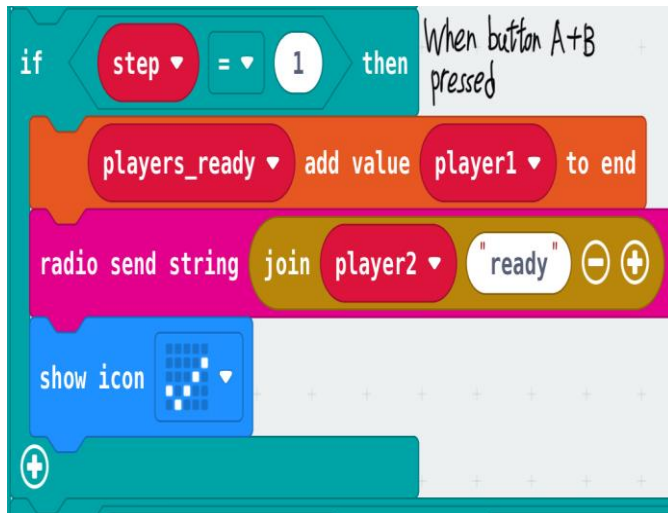 if step = 1 then
When button A+B
pressed
players_ready add value player1 to end
radio send string join player2 "ready"
show icon